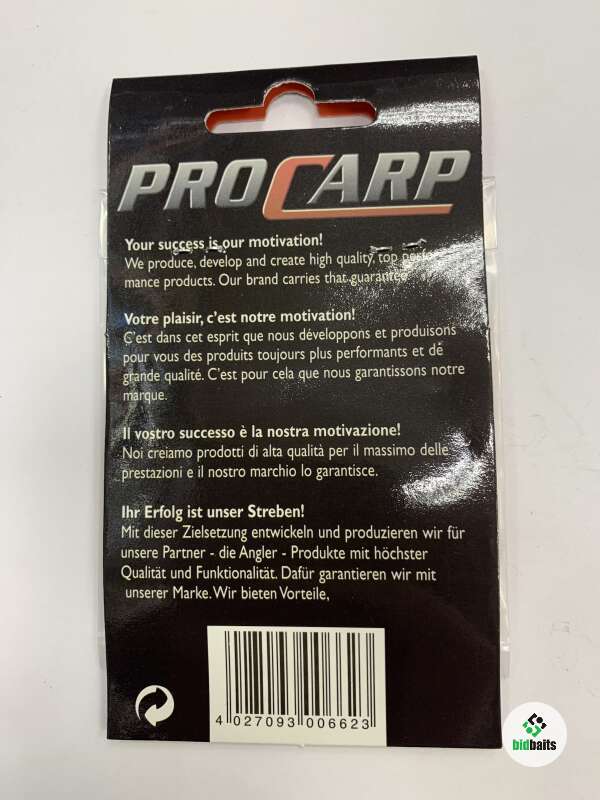 PROCARP
Your success is our motivation!
We produce, develop and create high quality, top perfor-
mance products. Our brand carries that guarantee.
Votre plaisir, c'est notre motivation!
C'est dans cet esprit que nous développons et produisons
pour vous des produits toujours plus performants et de
grande qualité. C'est pour cela que nous garantissons notre
marque.
Il vostro successo è la nostra motivazione!
Noi creiamo prodotti di alta qualità per il massimo delle
prestazioni e il nostro marchio lo garantisce.
Ihr Erfolg ist unser Streben!
Mit dieser Zielsetzung entwickeln und produzieren wir für
unsere Partner - die Angler - Produkte mit höchster
Qualität und Funktionalität. Dafür garantieren wir mit
unserer Marke. Wir bieten Vorteile,
4 027093 006623
bidbaits